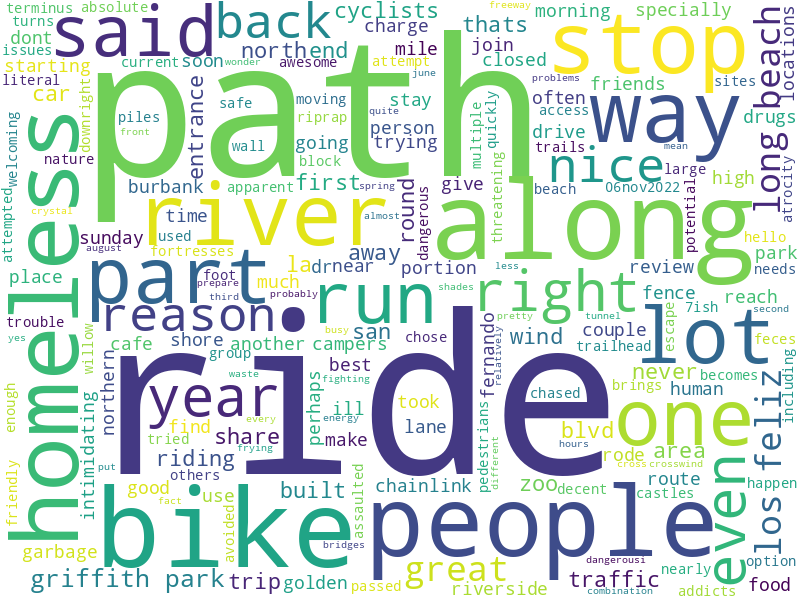 terminus absolute
turns
dont
issues
starting
literal
car
said
back
north
end
cyclists
charge
soon
current
awesome
wonder
mile
attempt
thats
join
freeway
morning
closed
june
specially
stop
friends
sites
locations
long beach
path
downright
piles
safe
moving
stay
quite
front
wall
riprap
going
block
person
trying
often
problems
drive
access
way
trails
drugs
nature
welcoming
entrance
multiple
quickly
homeless
burbank
apparent
first
spring
dangerous
give
nice
mean
large
beach
06nov2022
high
atrocity
attempted
crystal
river
time
used
round
almost
threatening
along
potential
hello
august
sunday
fortresses
away
less
place
part
la
foot
prepare
third
much
dr
near
portion
review
park
needs
trouble
yes
reason
probably
run
shades
right
fence
reach
7ish
second
cafe
shore
another
campers
san
pretty
tunnel
wind
couple
trailhead
escape
lot
feces
willow
group
busy
chose
best
fernando
relatively
never
becomes
including
northern
year
waste
fighting
perhaps
ill
took
ride
chased
brings
human
los feliz
enough
intimidating
find
tried
share
energy
every
make
lane
pedestrians
one
blvd
rode
area
friendly
riding
frying
others
put
good
use
avoided
built
assaulted
chainlink
different
hours
cross
crosswind
zoo
decent
route
castles
even
happen
option
garbage
bike
fact
people
bridges
great
dangerousi
nearly
griffith park
trip
golden
passed
riverside
traffic
combination
addicts
food